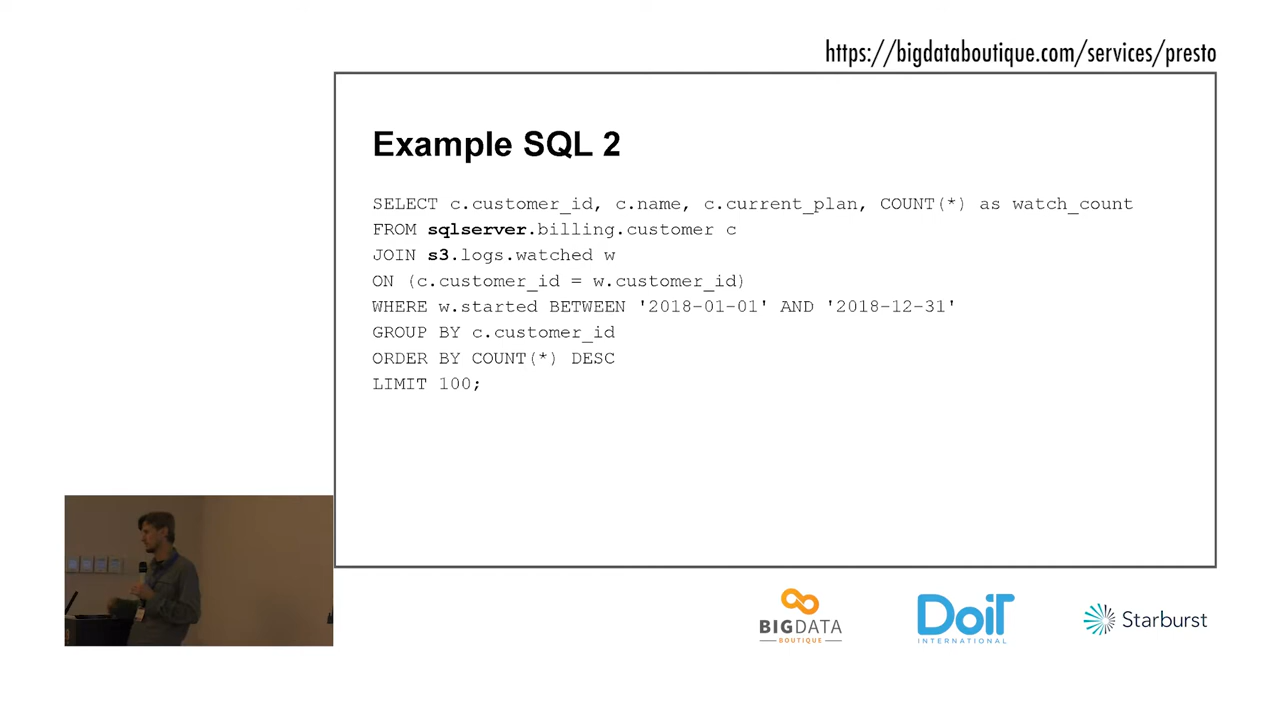 https://bigdataboutique.com/services/presto
Example SQL 2
SELECT c.customer_id, c.name, c.current_plan, COUNT(*) as watch_count
FROM sqlserver.billing.customer c
JOIN s3.logs.watched w
ON (c.customer_id = w.customer_id)
WHERE w.started BETWEEN '2018-01-01' AND '2018-12-31'
GROUP BY c.customer_id
ORDER BY COUNT(*) DESC
LIMIT 100;
BIGDATA
BOUTIQUE
DoiT
INTERNATIONAL
Starburst